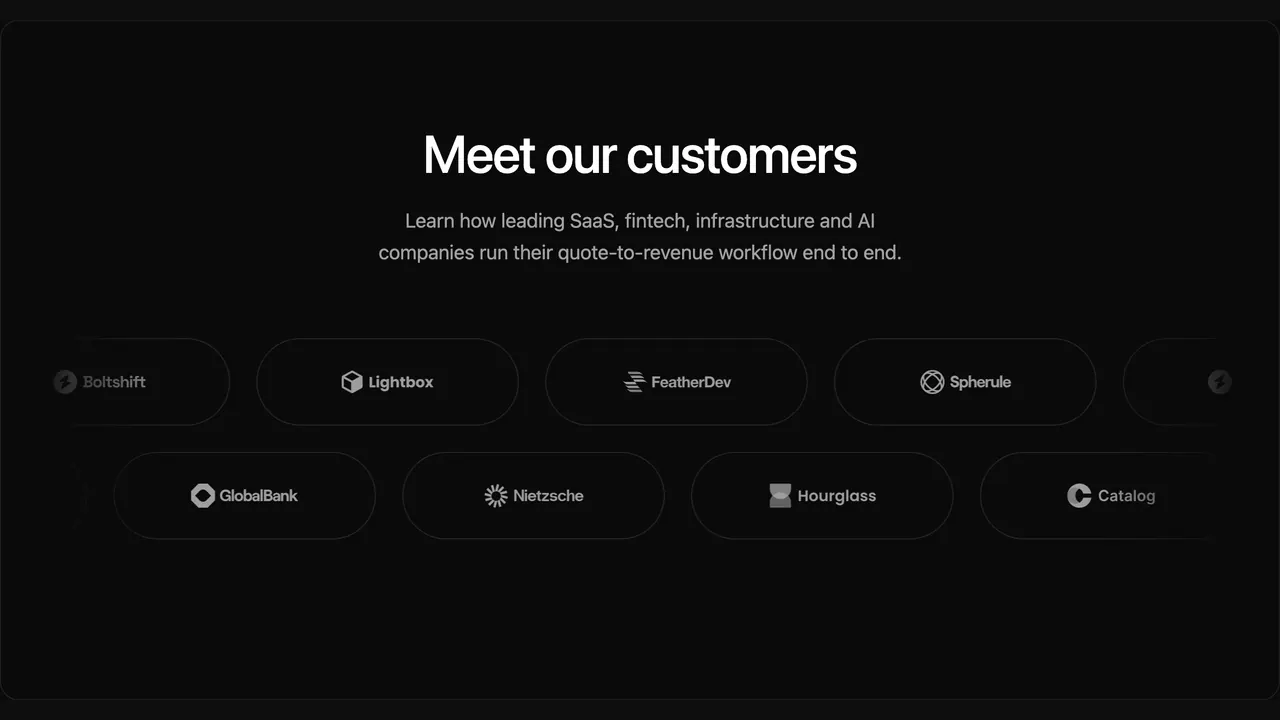 Meet our customers
Learn how leading SaaS, fintech, infrastructure and AI
companies run their quote-to-revenue workflow end to end.
Boltshift
Lightbox
FeatherDev
Spherule
GlobalBank
Nietzsche
Hourglass
Catalog